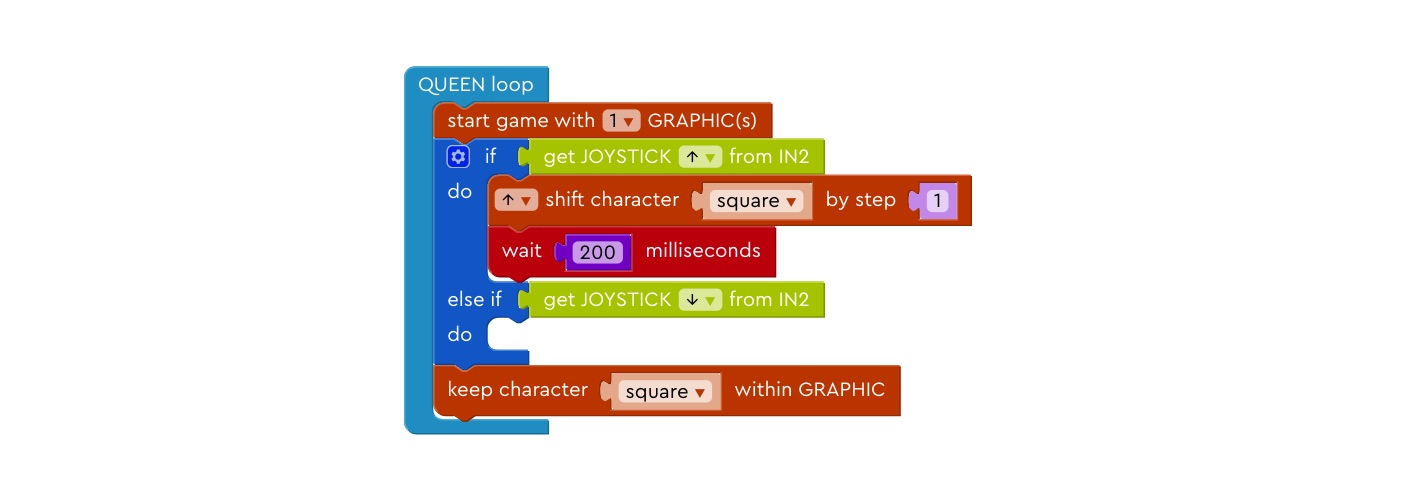 QUEEN loop
start game with 1 ▾ GRAPHIC(s)
if get JOYSTICK ↑ ▾ from IN2
do ↑ ▾ shift character square ▾ by step 1
wait 200 milliseconds
else if get JOYSTICK ↓ ▾ from IN2
do
keep character square ▾ within GRAPHIC